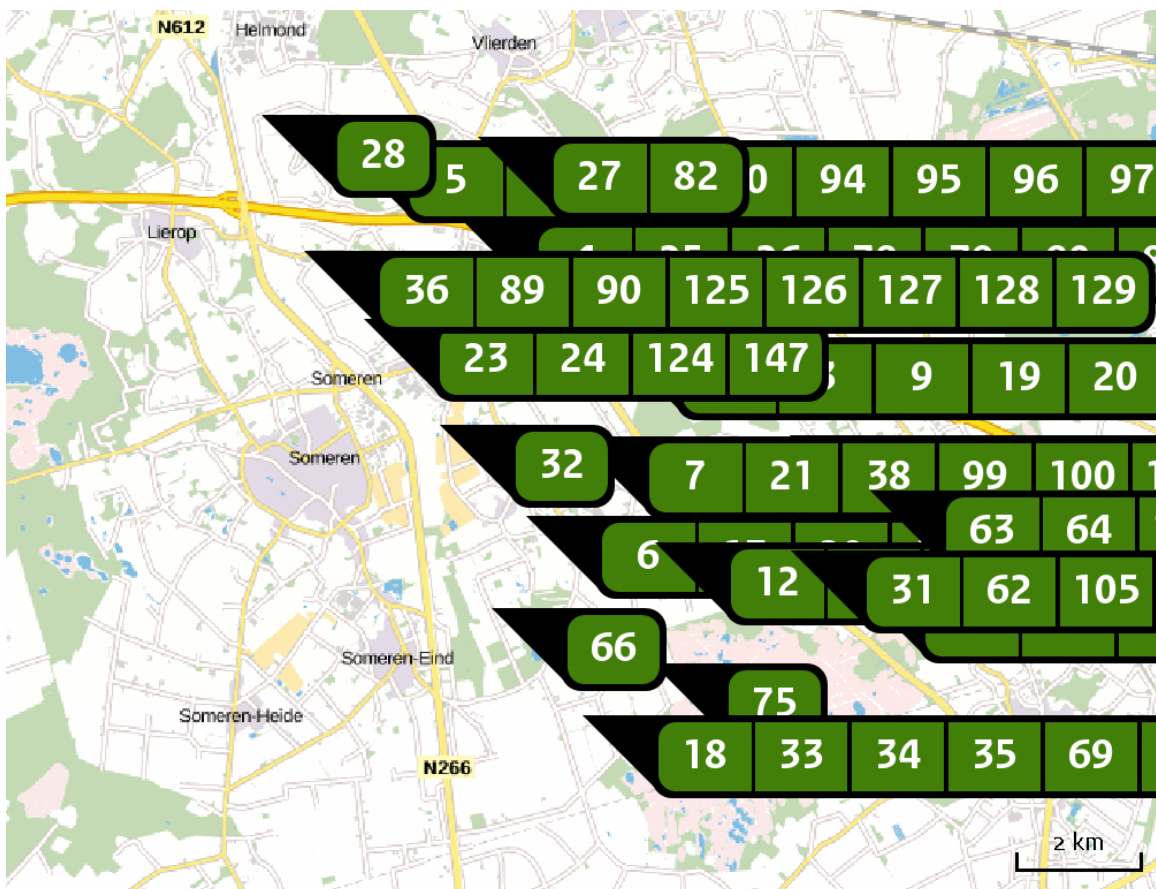 N612
Helmond
Vlierden
28
5
27 82
94 95 96 97
Lierop
36 89 90 125 126 127 128 129
23 24 124 147
9 19 20
Someren
Someren
32
7 21 38 99 100
63 64
6
12
31 62 105
66
Someren-Eind
75
Someren-Heide
18 33 34 35 69
N266
2 km